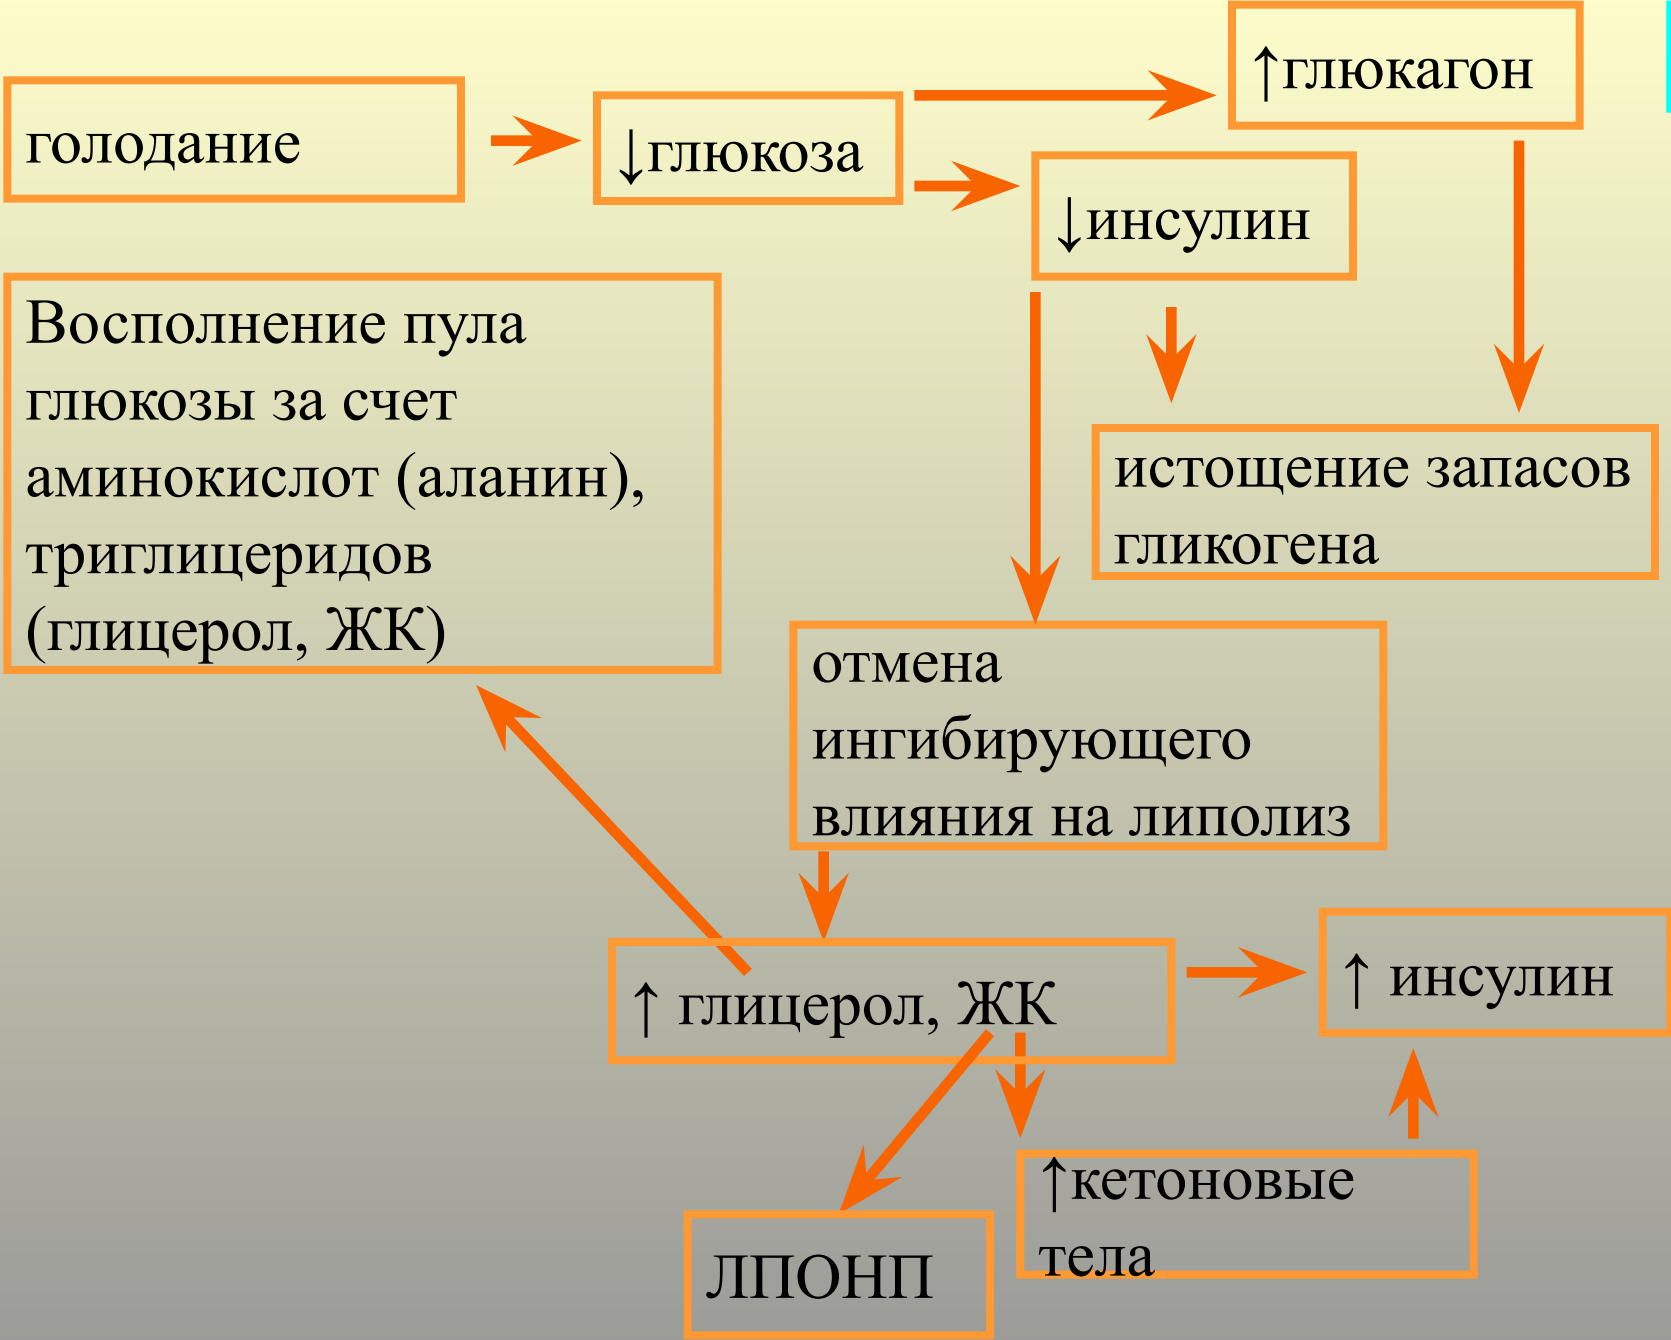 ↑глюкагон
голодание
↓глюкоза
↓инсулин
Восполнение пула
глюкозы за счет
аминокислот (аланин),
триглицеридов
(глицерол, ЖК)
истощение запасов
гликогена
отмена
ингибирующего
влияния на липолиз
↑ глицерол, ЖК
↑ инсулин
↑кетоновые
тела
ЛПОНП